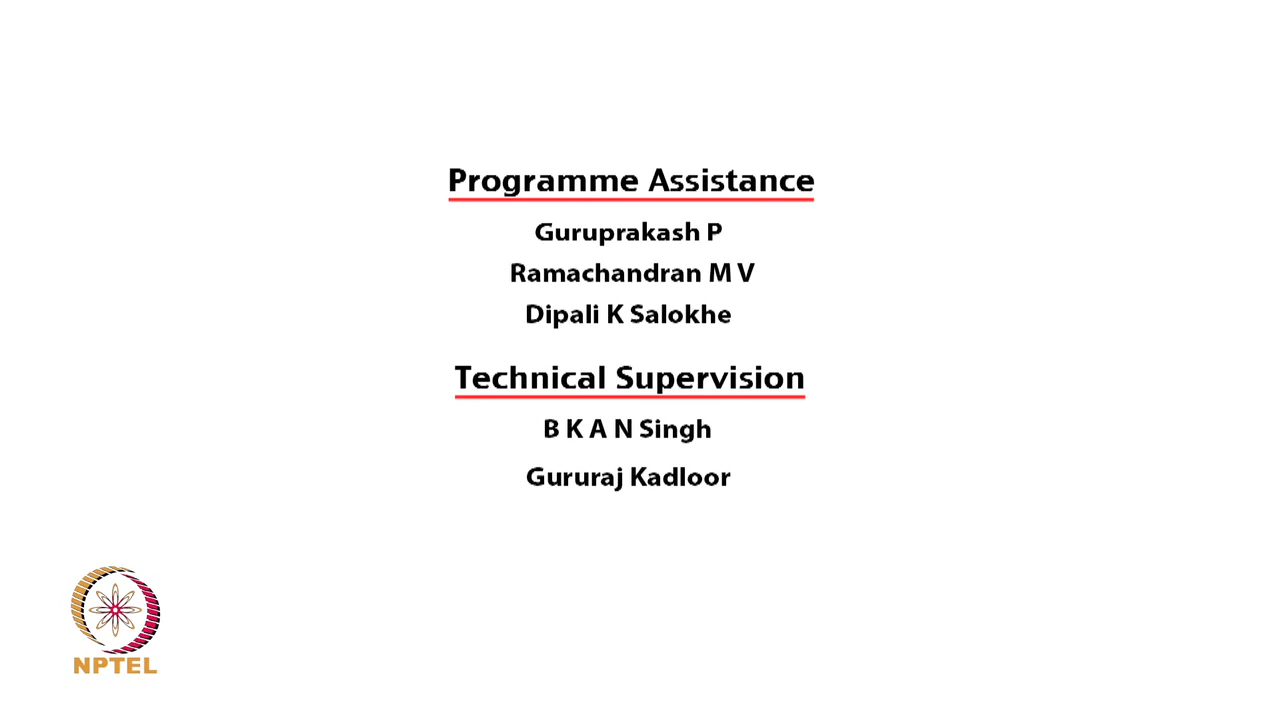 Programme Assistance
Guruprakash P
Ramachandran M V
Dipali K Salokhe
Technical Supervision
B K A N Singh
Gururaj Kadloor
NPTEL